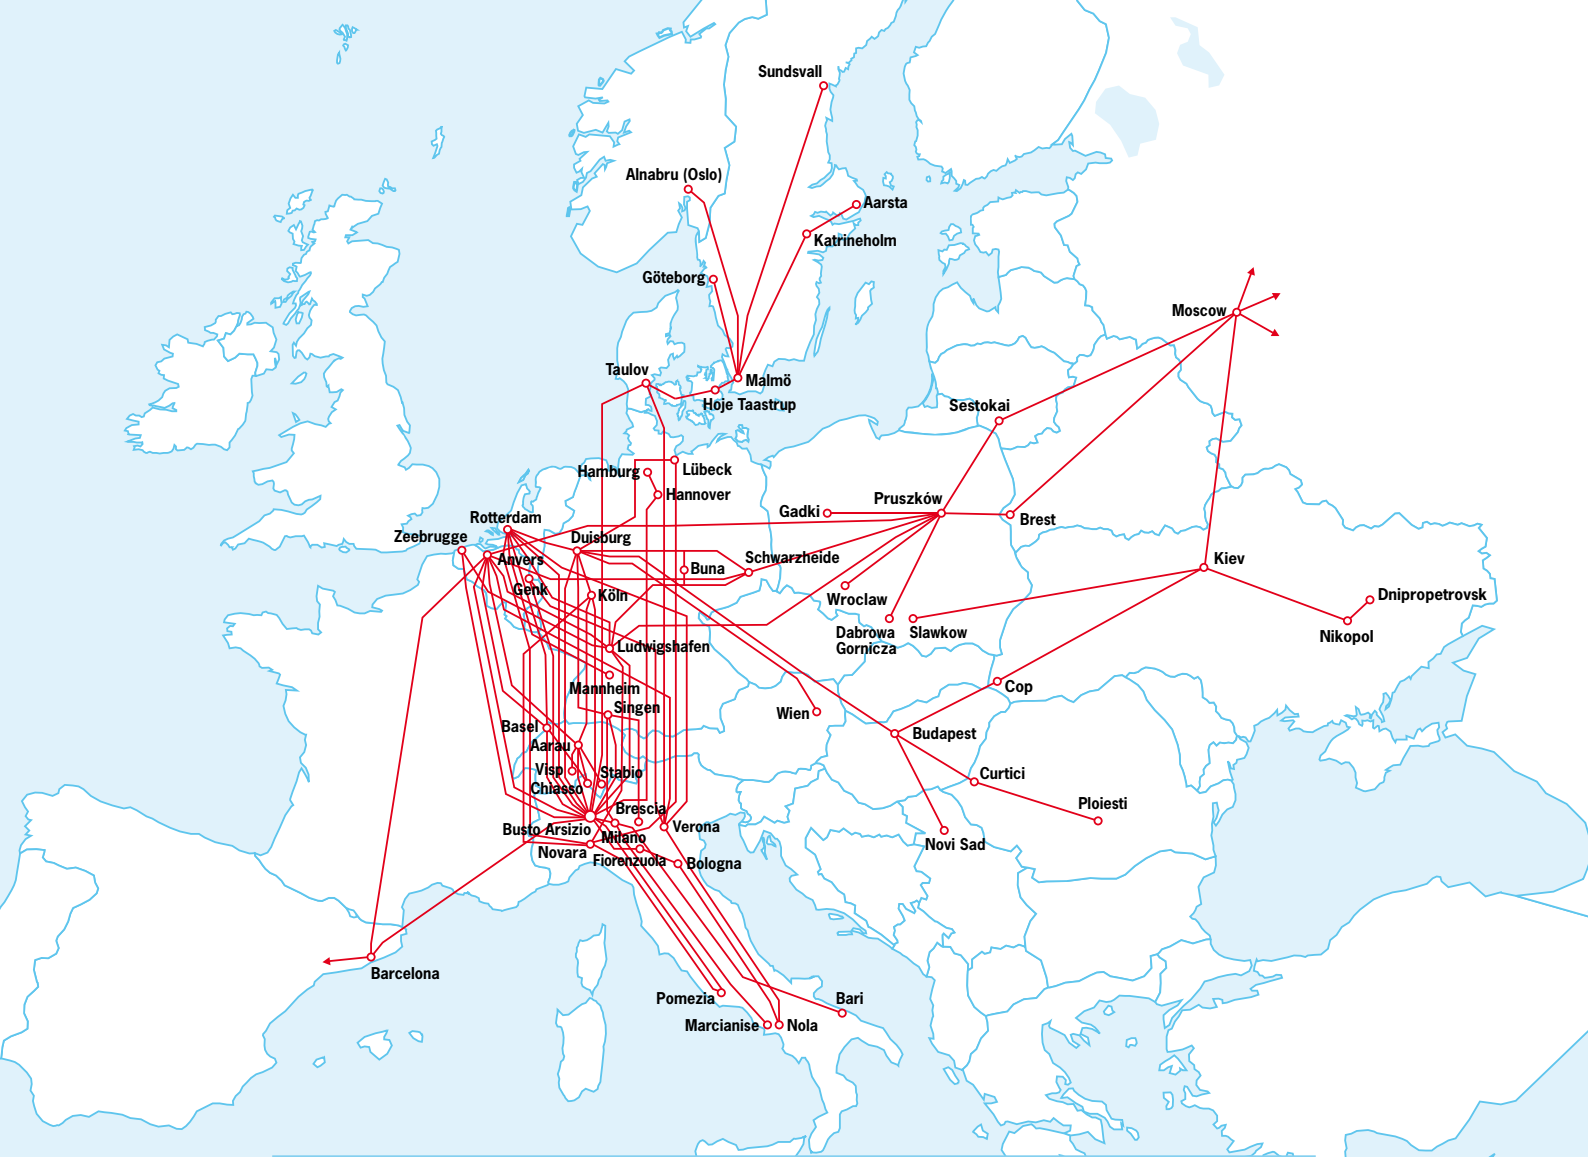 Sundsvall
Alnabru (Oslo)
Aarsta
Katrineholm
Göteborg
Moscow
Taulov
Malmö
Hoje Taastrup
Sestokai
Hamburg
Lübeck
Hannover
Pruszków
Gadki
Brest
Rotterdam
Zeebrugge
Duisburg
Anvers
Schwarzheide
Kiev
Buna
Genk
Köln
Wroclaw
Dnipropetrovsk
Dabrowa
Gornicza
Slawkow
Nikopol
Ludwigshafen
Mannheim
Cop
Singen
Wien
Basel
Budapest
Aarau
Visp
Stabio
Chiasso
Curtici
Ploiesti
Brescia
Busto Arsizio
Milano
Verona
Novara
Fiorenzuola
Bologna
Novi Sad
Barcelona
Pomezia
Bari
Marcianise
Nola